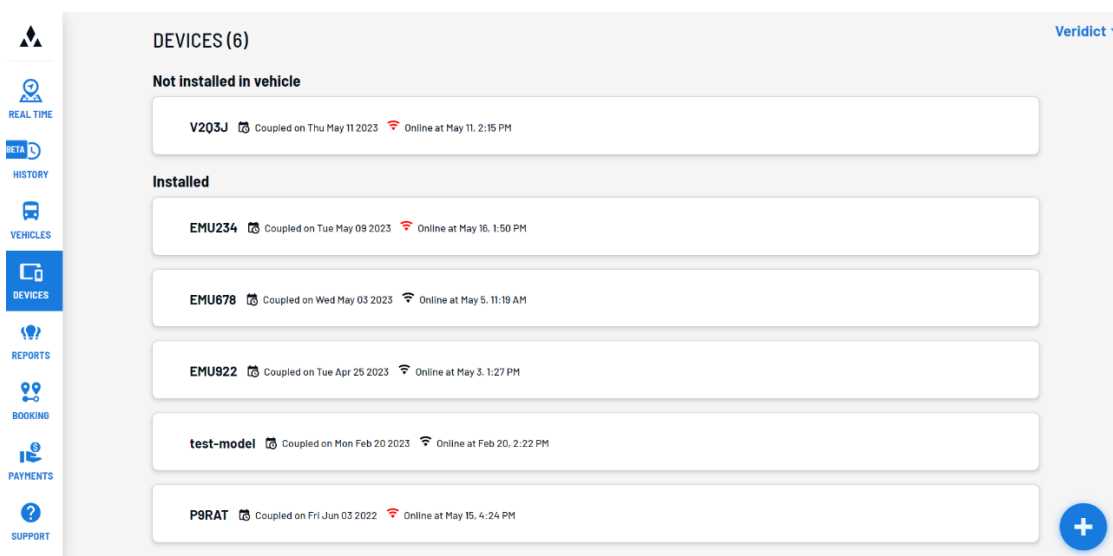 DEVICES (6)
Veridict
Not installed in vehicle
V2Q3J Coupled on Thu May 11 2023 Online at May 11, 2:15 PM
Installed
EMU234 Coupled on Tue May 09 2023 Online at May 16, 1:50 PM
EMU678 Coupled on Wed May 03 2023 Online at May 5, 11:19 AM
EMU922 Coupled on Tue Apr 25 2023 Online at May 3, 1:27 PM
test-model Coupled on Mon Feb 20 2023 Online at Feb 20, 2:22 PM
P9RAT Coupled on Fri Jun 03 2022 Online at May 15, 4:24 PM
REAL TIME
BETA
HISTORY
VEHICLES
DEVICES
REPORTS
BOOKING
PAYMENTS
SUPPORT